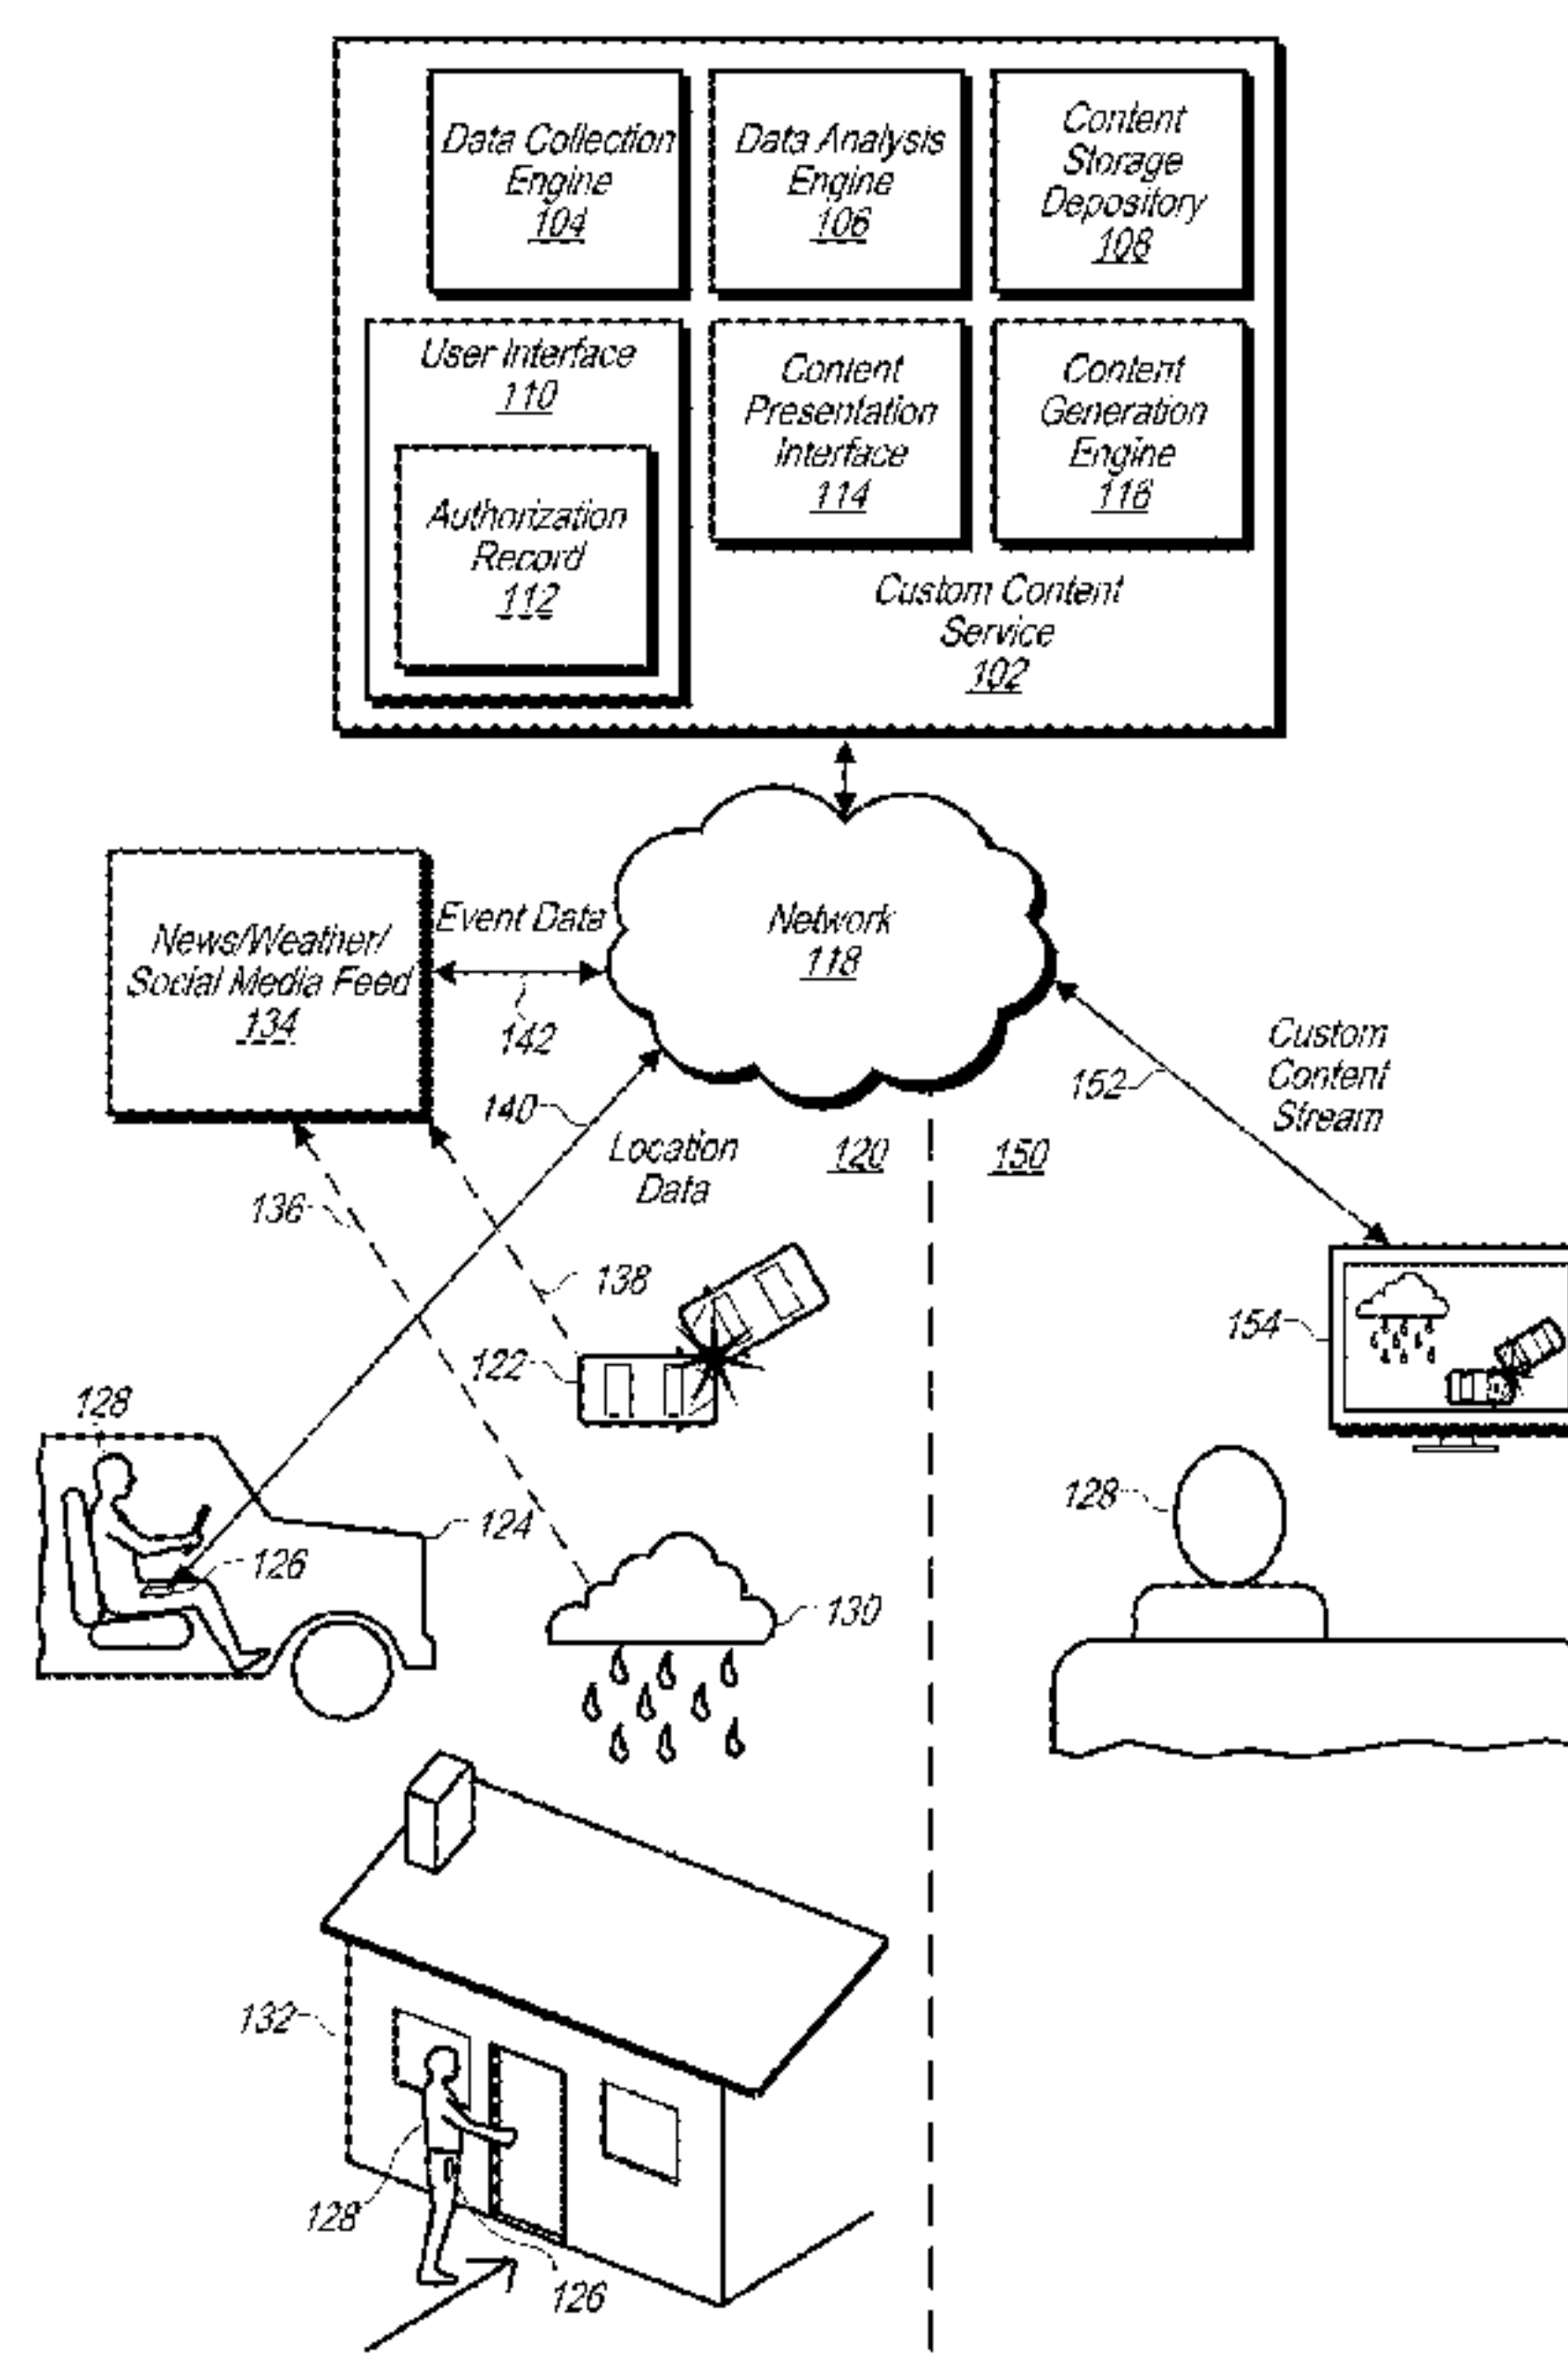 Data Collection
Engine
104
Data Analysis
Engine
106
Content
Storage
Depository
108
User Interface
110
Authorization
Record
112
Content
Presentation
Interface
114
Content
Generation
Engine
116
Custom Content
Service
102
News/Weather/
Social Media Feed
134
Event Data
142
Network
118
140
Location
Data
120
150
152
Custom
Content
Stream
136
138
122
154
128
124
126
130
128
132
128
126